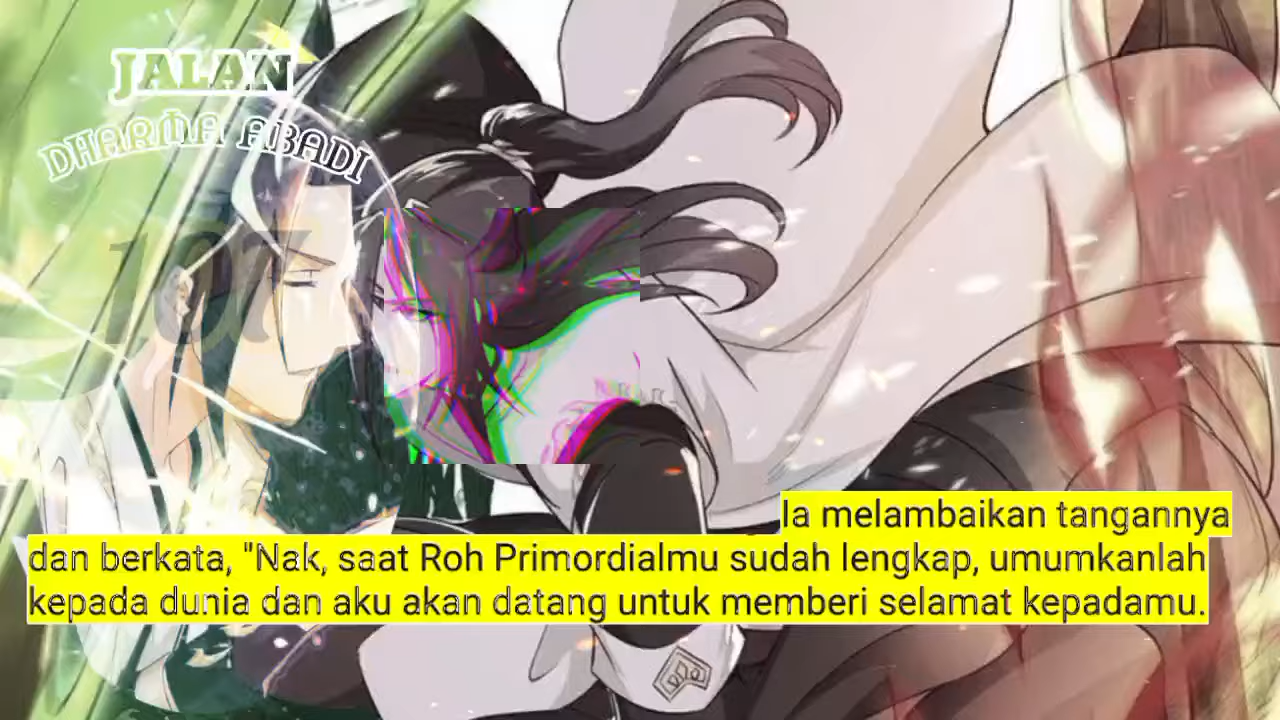 JALAN
DHARMA ABADI
107
Ia melambaikan tangannya
dan berkata, "Nak, saat Roh Primordialmu sudah lengkap, umumkanlah
kepada dunia dan aku akan datang untuk memberi selamat kepadamu.